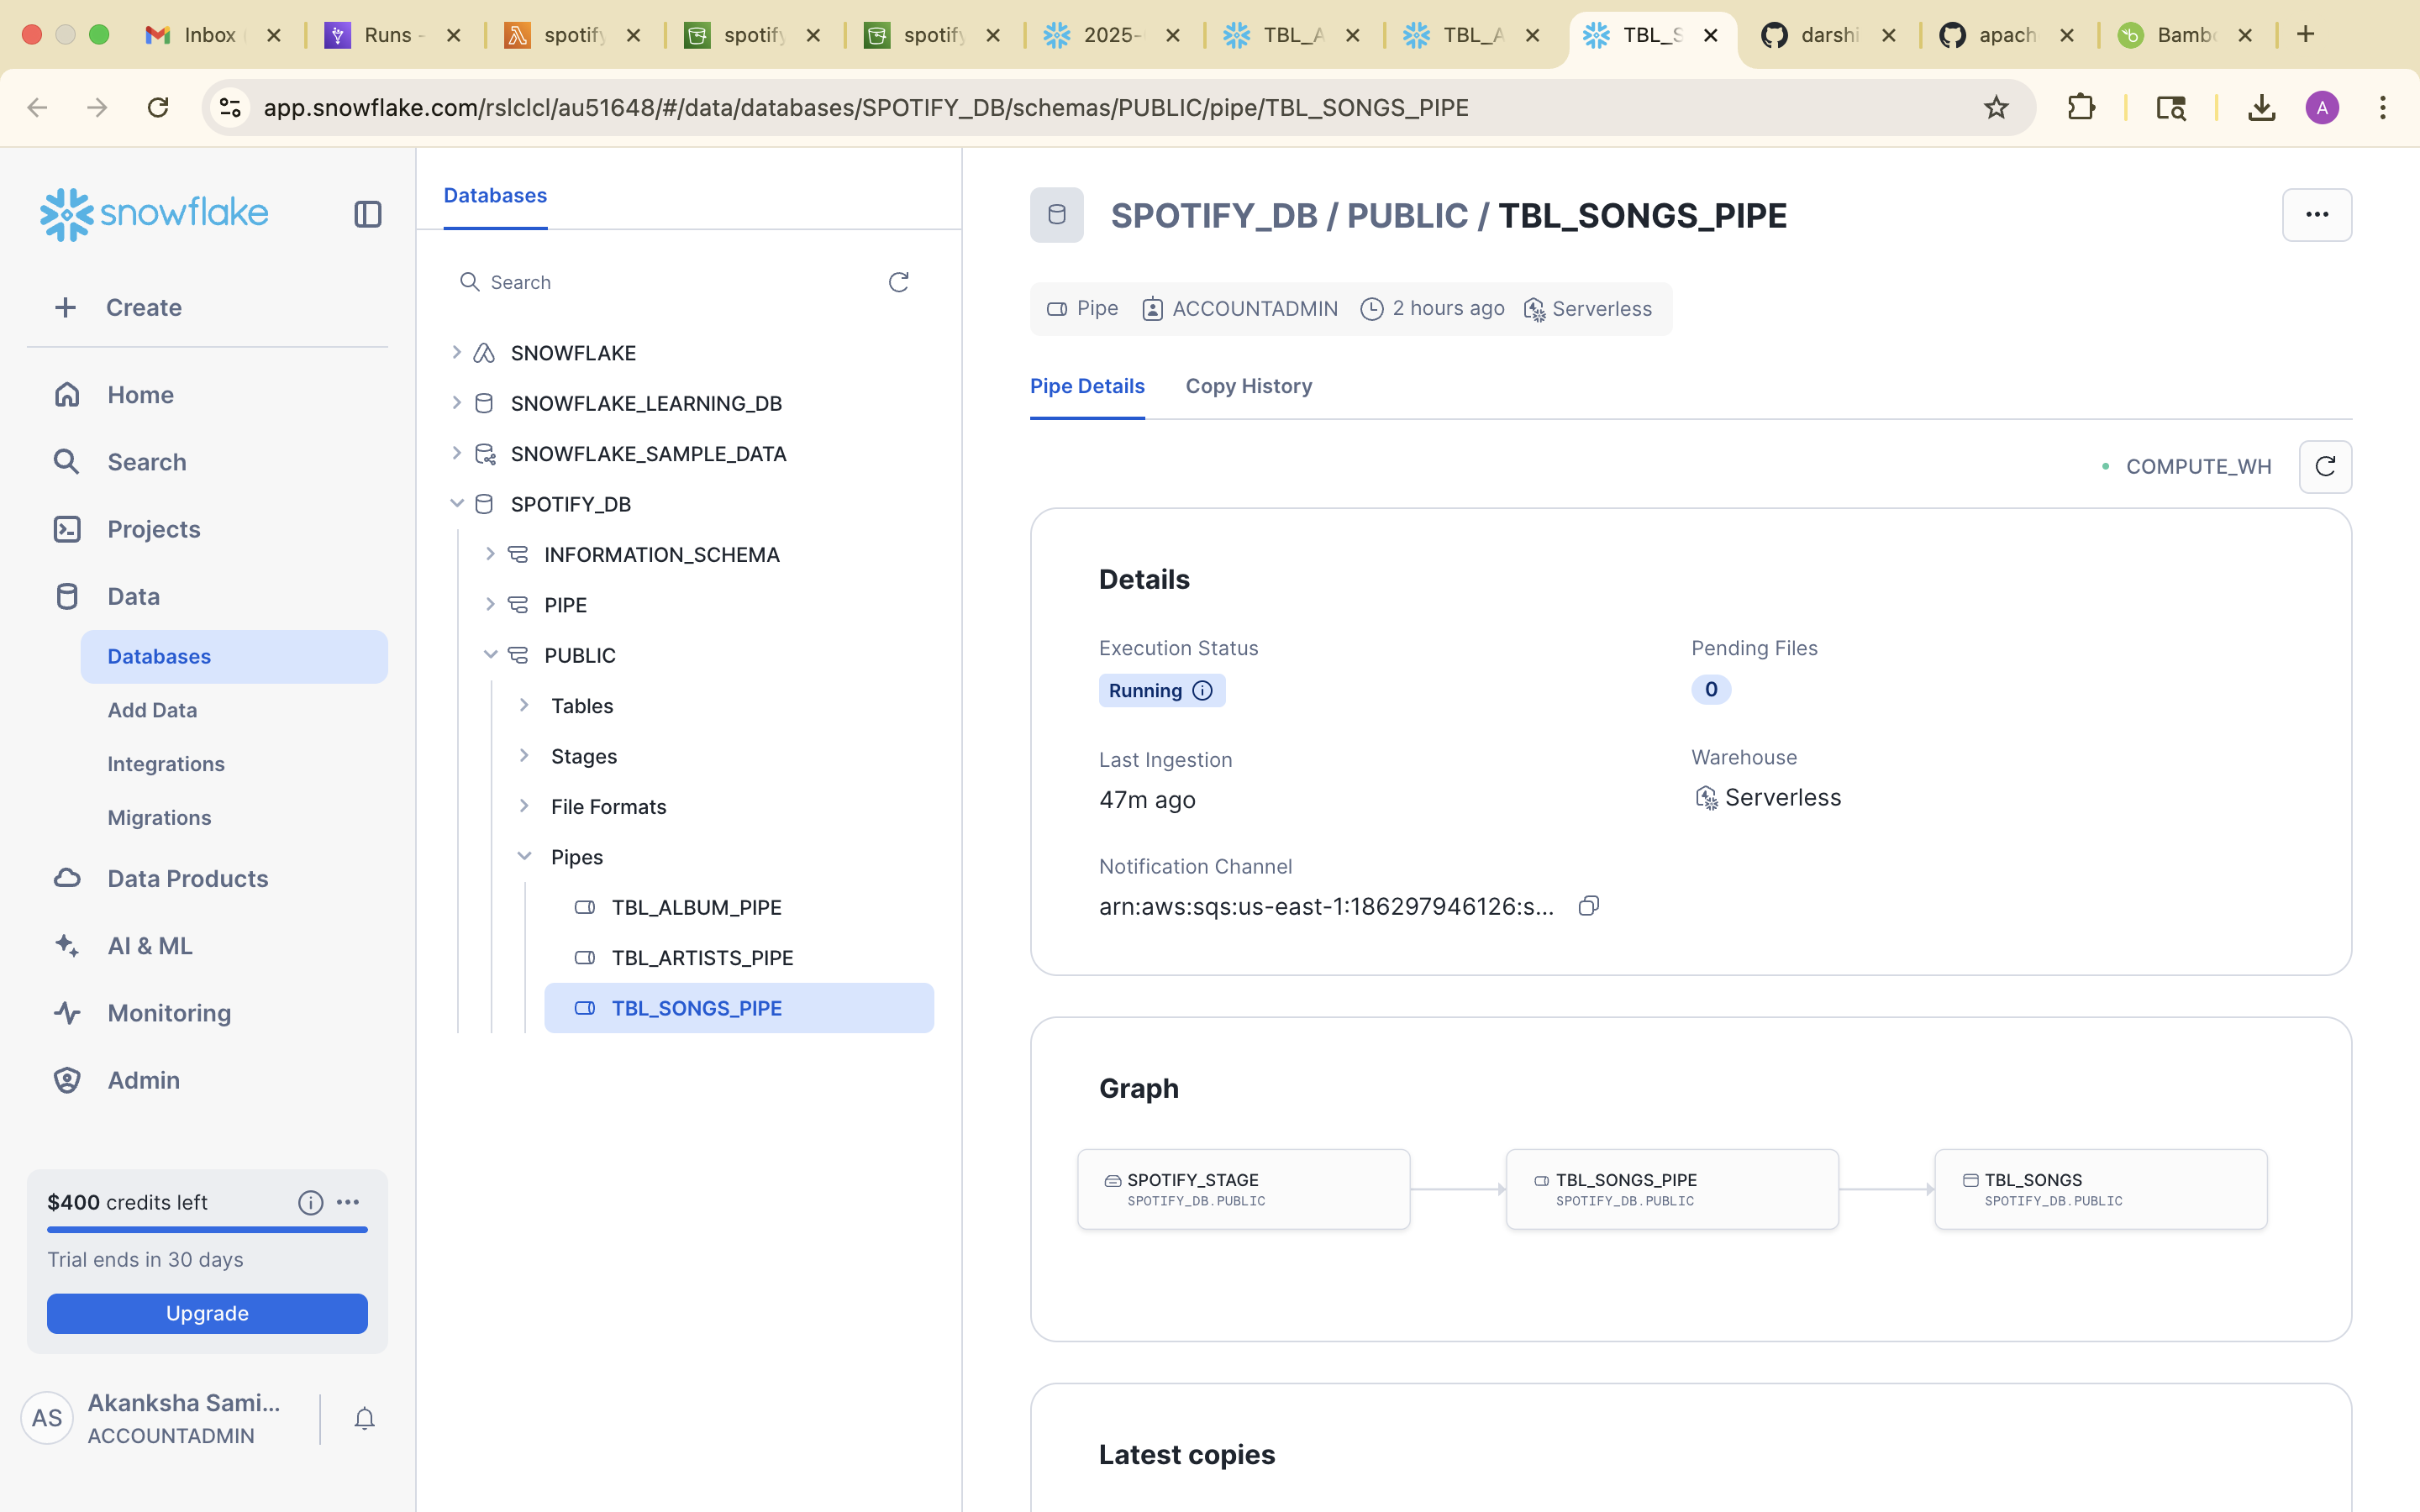 Inbox
Runs -
spotify
spotify
spotify
2025-
TBL_A
TBL_A
TBL_S
darshi
apach
Bamb
app.snowflake.com/rslclcl/au51648/#/data/databases/SPOTIFY_DB/schemas/PUBLIC/pipe/TBL_SONGS_PIPE
A
snowflake
Create
Home
Search
Projects
Data
Databases
Add Data
Integrations
Migrations
Data Products
AI & ML
Monitoring
Admin
$400 credits left
Trial ends in 30 days
Upgrade
AS
Akanksha Sami...
ACCOUNTADMIN
Databases
Search
SNOWFLAKE
SNOWFLAKE_LEARNING_DB
SNOWFLAKE_SAMPLE_DATA
SPOTIFY_DB
INFORMATION_SCHEMA
PIPE
PUBLIC
Tables
Stages
File Formats
Pipes
TBL_ALBUM_PIPE
TBL_ARTISTS_PIPE
TBL_SONGS_PIPE
SPOTIFY_DB / PUBLIC / TBL_SONGS_PIPE
Pipe ACCOUNTADMIN 2 hours ago Serverless
Pipe Details Copy History
COMPUTE_WH
Details
Execution Status
Running
Pending Files
0
Last Ingestion
47m ago
Warehouse
Serverless
Notification Channel
arn:aws:sqs:us-east-1:186297946126:s...
Graph
SPOTIFY_STAGE
SPOTIFY_DB.PUBLIC
TBL_SONGS_PIPE
SPOTIFY_DB.PUBLIC
TBL_SONGS
SPOTIFY_DB.PUBLIC
Latest copies